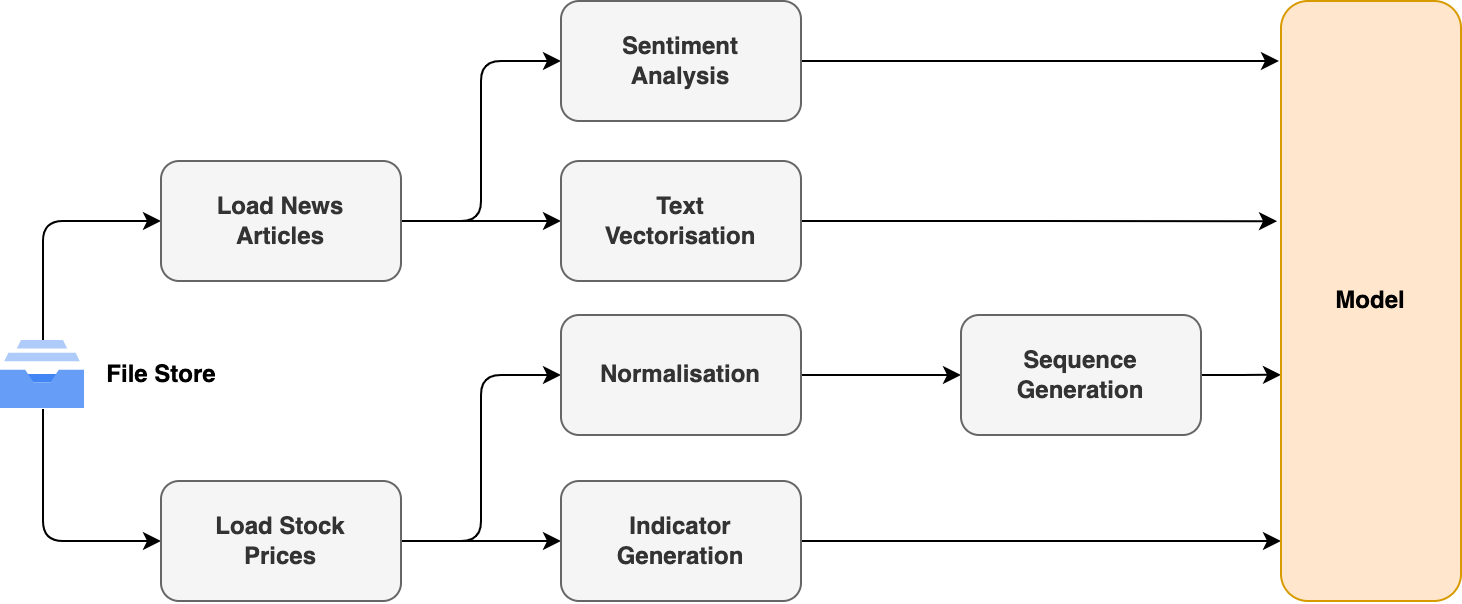 Sentiment
Analysis
Load News
Articles
Text
Vectorisation
Model
File Store
Normalisation
Sequence
Generation
Load Stock
Prices
Indicator
Generation